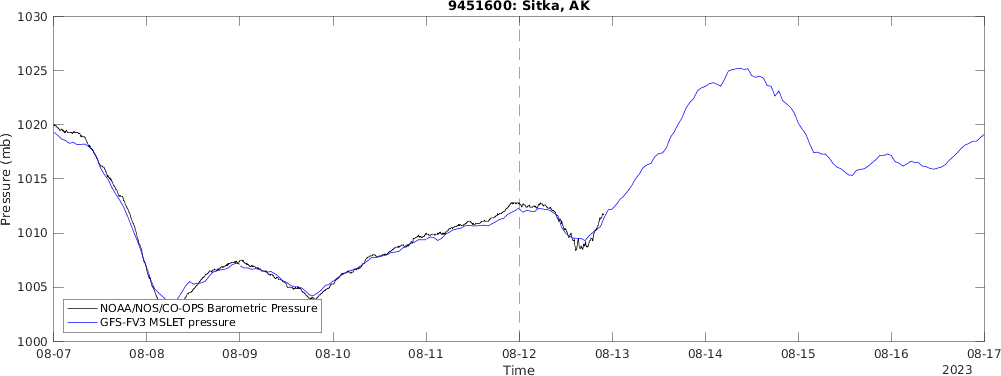 9451600: Sitka, AK
1030
1025
1020
1015
1010
1005
1000
Pressure (mb)
NOAA/NOS/CO-OPS Barometric Pressure
GFS-FV3 MSLET pressure
08-07 08-08 08-09 08-10 08-11 08-12 08-13 08-14 08-15 08-16 08-17
Time
2023